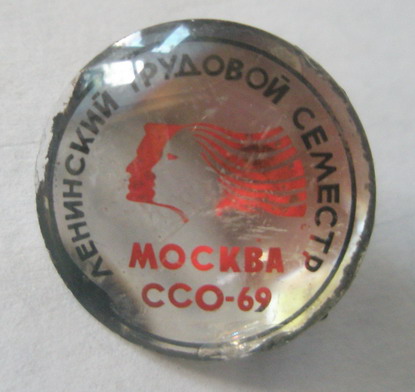 ЛЕНИНСКИЙ ТРУДОВОЙ СЕМЕСТР
МОСКВА
ССО-69